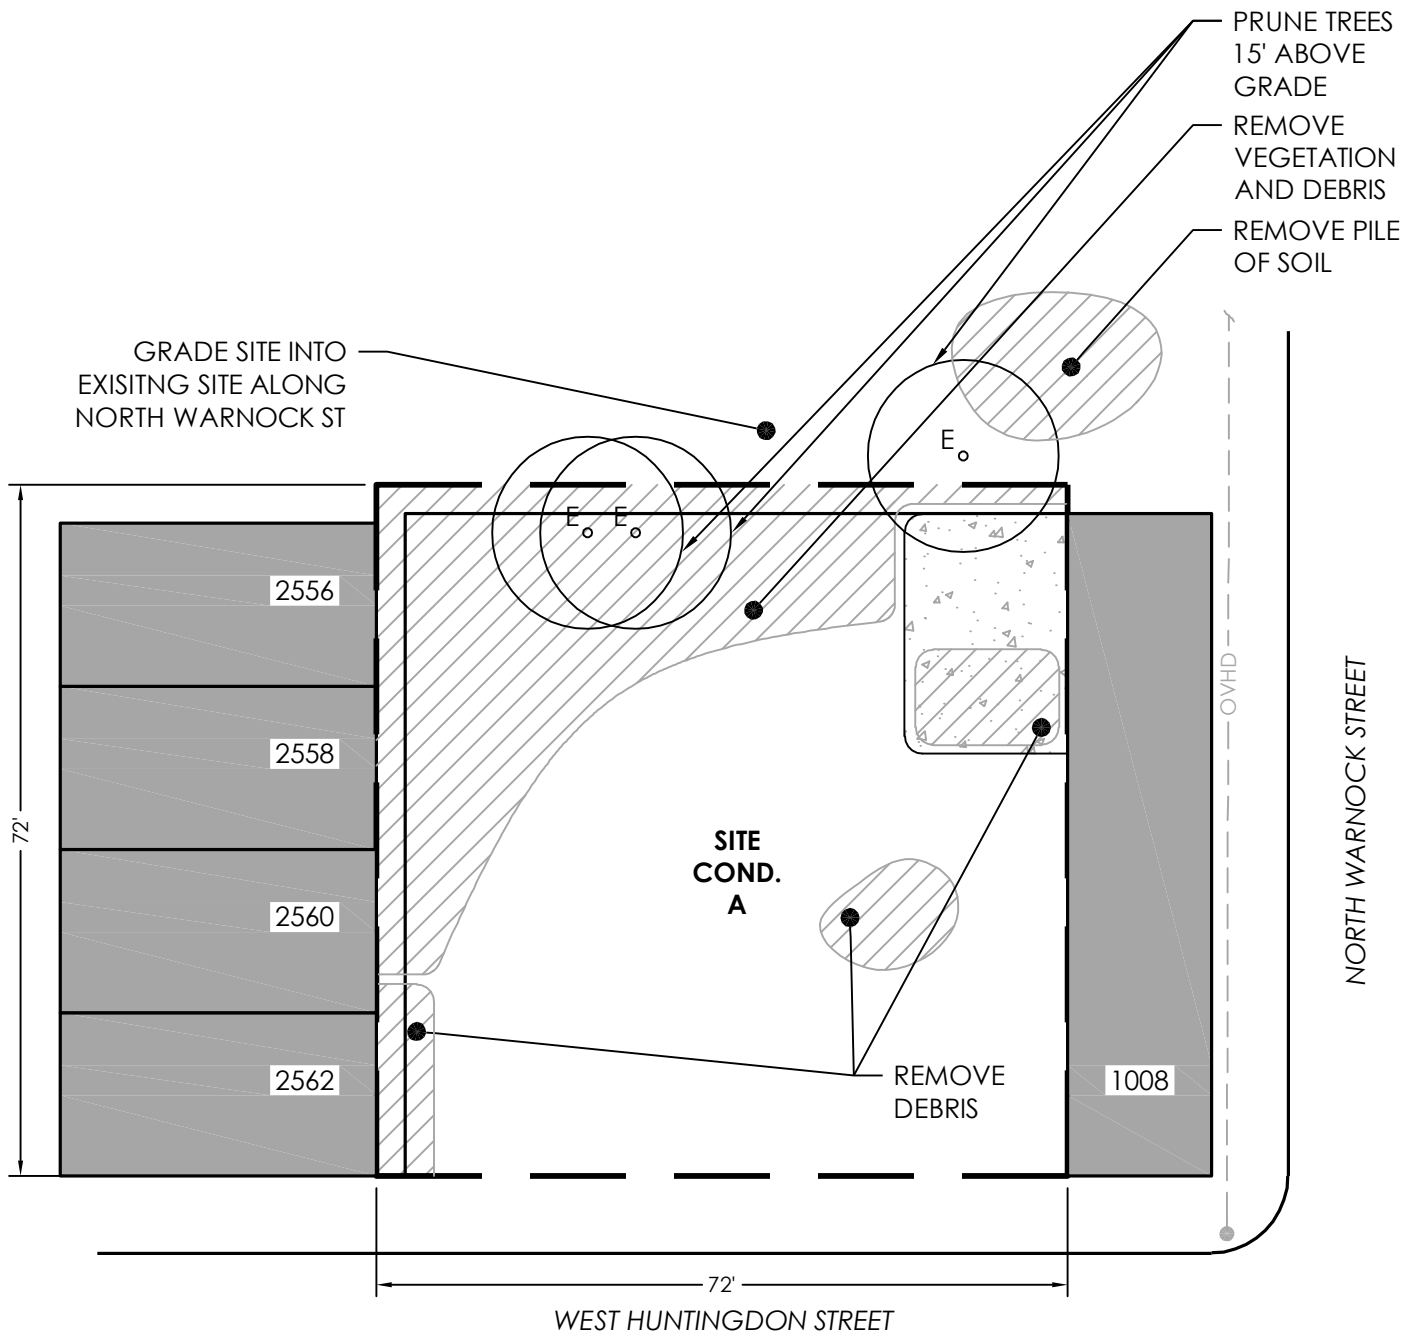 PRUNE TREES
15' ABOVE
GRADE
REMOVE
VEGETATION
AND DEBRIS
REMOVE PILE
OF SOIL
GRADE SITE INTO
EXISITNG SITE ALONG
NORTH WARNOCK ST
E
E
E
2556
2558
2560
2562
72'
SITE
COND.
A
OVHD
NORTH WARNOCK STREET
REMOVE
DEBRIS
1008
72'
WEST HUNTINGDON STREET